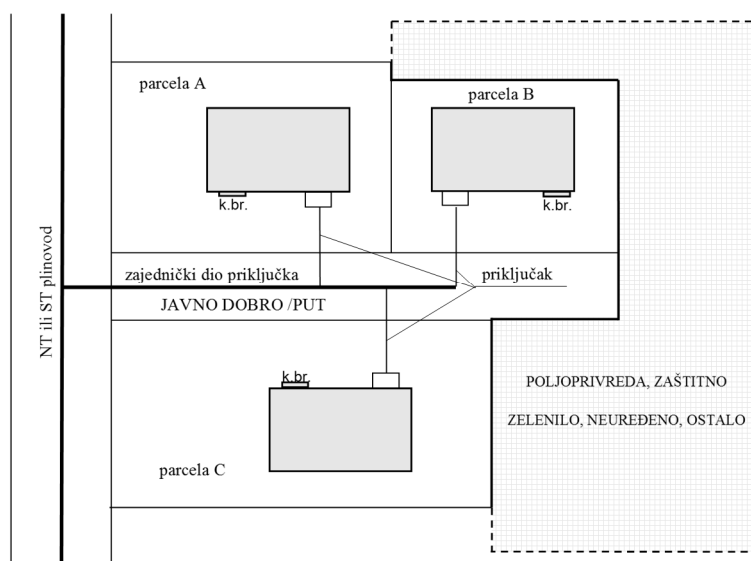 parcela A
parcela B
k.br.
k.br.
NT ili ST plinovod
zajednički dio priključka
priključak
JAVNO DOBRO /PUT
k.br.
POLJOPRIVREDA, ZAŠTITNO
ZELENILO, NEUREĐENO, OSTALO
parcela C